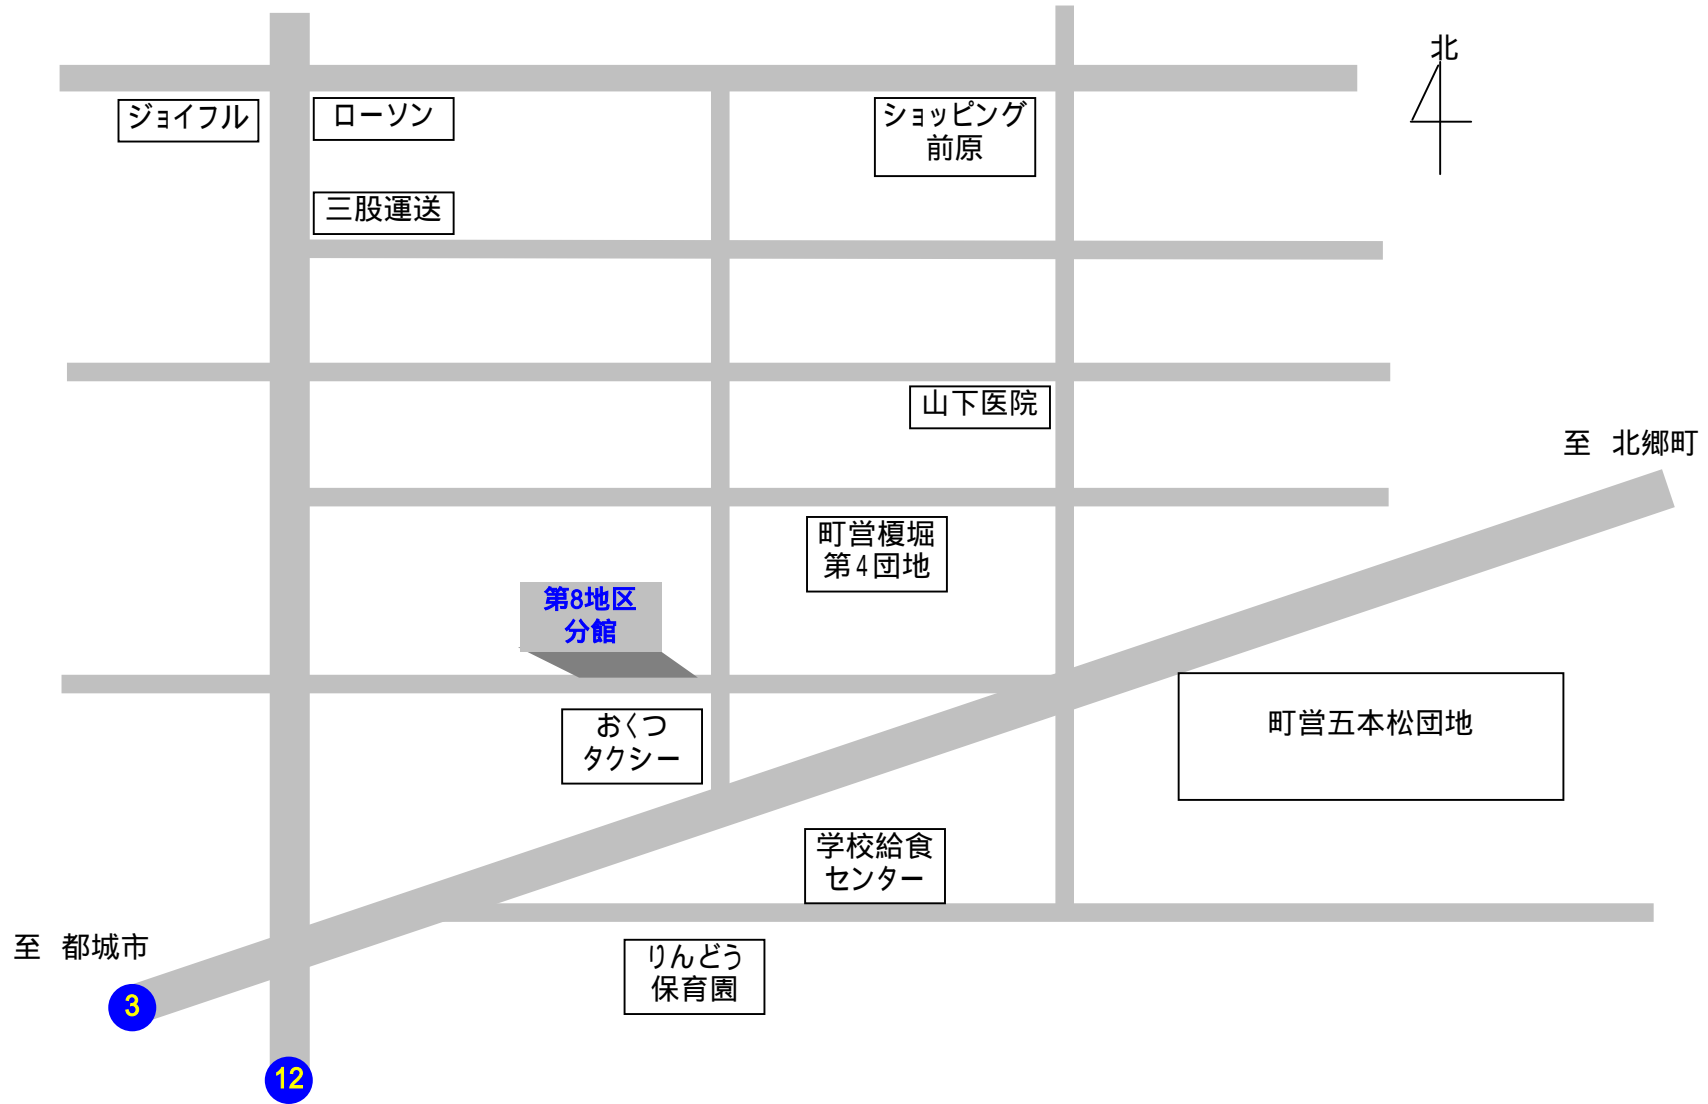 北
ジョイフル
ローソン
ショッピング
前原
三股運送
山下医院
至 北郷町
町営榎堀
第4団地
第8地区
分館
町営五本松団地
おくつ
タクシー
学校給食
センター
至 都城市
りんどう
保育園
3
12